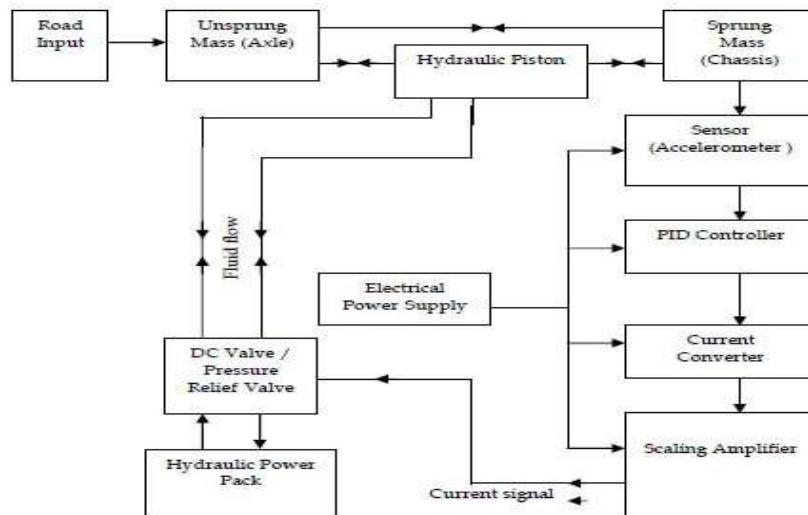 Road
Input
Unsprung
Mass (Axle)
Hydraulic Piston
Sprung
Mass
(Chassis)
Sensor
(Accelerometer )
Fluid flow
PID Controller
Electrical
Power Supply
DC Valve /
Pressure
Relief Valve
Current
Converter
Hydraulic Power
Pack
Scaling Amplifier
Current signal